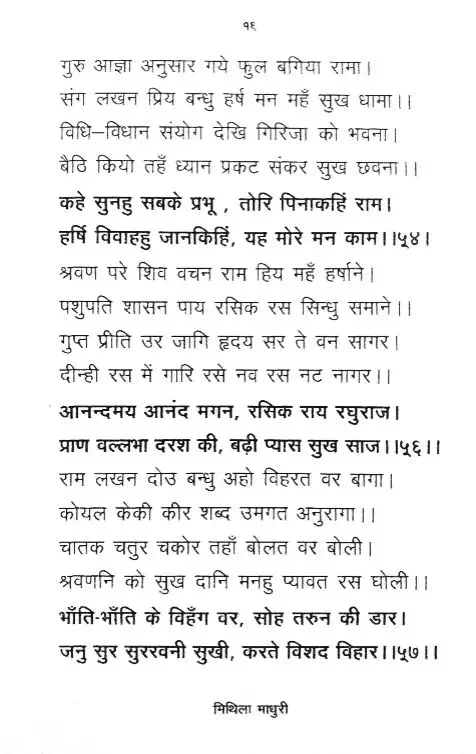 १६
गुरु आज्ञा अनुसार गये फुल बगिया रामा।
संग लखन प्रिय बन्धु हर्ष मन महँ सुख धामा।।
विधि–विधान संयोग देखि गिरिजा को भवना।
बैठि कियो तहँ ध्यान प्रकट संकर सुख छवना।।
कहे सुनहु सबके प्रभू , तोरि पिनाकहिं राम।
हर्षि विवाहहु जानकिहिं, यह मोरे मन काम।।५४।
श्रवण परे शिव वचन राम हिय महँ हर्षाने।
पशुपति शासन पाय रसिक रस सिन्धु समाने।।
गुप्त प्रीति उर जागि हृदय सर ते वन सागर।
दीन्ही रस में गारि रसे नव रस नट नागर।।
आनन्दमय आनंद मगन, रसिक राय रघुराज।
प्राण वल्लभा दरश की, बढ़ी प्यास सुख साज।।५६।
राम लखन दोउ बन्धु अहो विहरत वर बागा।
कोयल केकी कीर शब्द उमगत अनुरागा।।
चातक चतुर चकोर तहाँ बोलत वर बोली।
श्रवणनि को सुख दानि मनहु प्यावत रस घोली।।
भाँति-भाँति के विहँग वर, सोह तरुन की डार।
जनु सुर सुररवनी सुखी, करते विशद विहार।।५७।।
मिथिला माधुरी